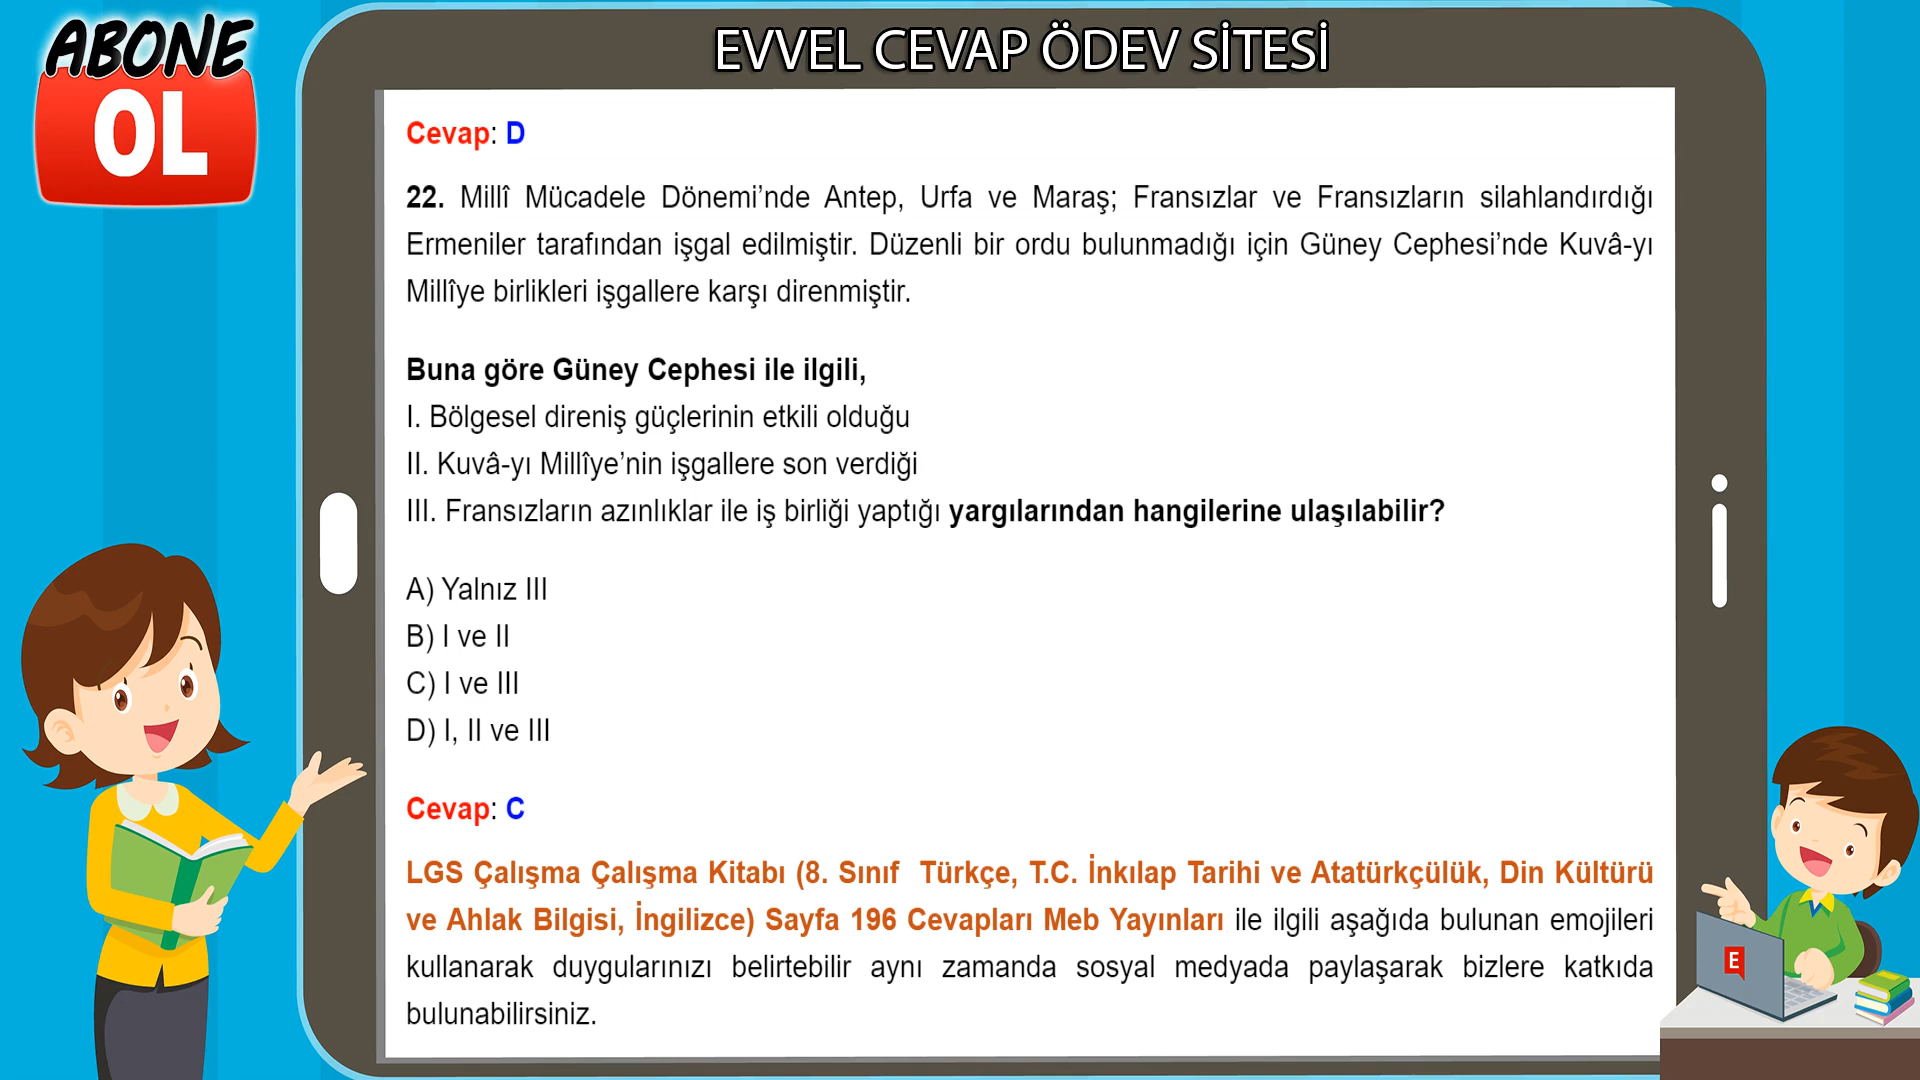 ABONE
OL
EVVEL CEVAP ÖDEV SİTESİ
Cevap: D
22. Millî Mücadele Dönemi’nde Antep, Urfa ve Maraş; Fransızlar ve Fransızların silahlandırdığı
Ermeniler tarafından işgal edilmiştir. Düzenli bir ordu bulunmadığı için Güney Cephesi’nde Kuvâ-yı
Millîye birlikleri işgallere karşı direnmiştir.
Buna göre Güney Cephesi ile ilgili,
I. Bölgesel direniş güçlerinin etkili olduğu
II. Kuvâ-yı Millîye’nin işgallere son verdiği
III. Fransızların azınlıklar ile iş birliği yaptığı yargılarından hangilerine ulaşılabilir?
A) Yalnız III
B) I ve II
C) I ve III
D) I, II ve III
Cevap: C
LGS Çalışma Çalışma Kitabı (8. Sınıf Türkçe, T.C. İnkılap Tarihi ve Atatürkçülük, Din Kültürü
ve Ahlak Bilgisi, İngilizce) Sayfa 196 Cevapları Meb Yayınları ile ilgili aşağıda bulunan emojileri
kullanarak duygularınızı belirtebilir aynı zamanda sosyal medyada paylaşarak bizlere katkıda
bulunabilirsiniz.
E